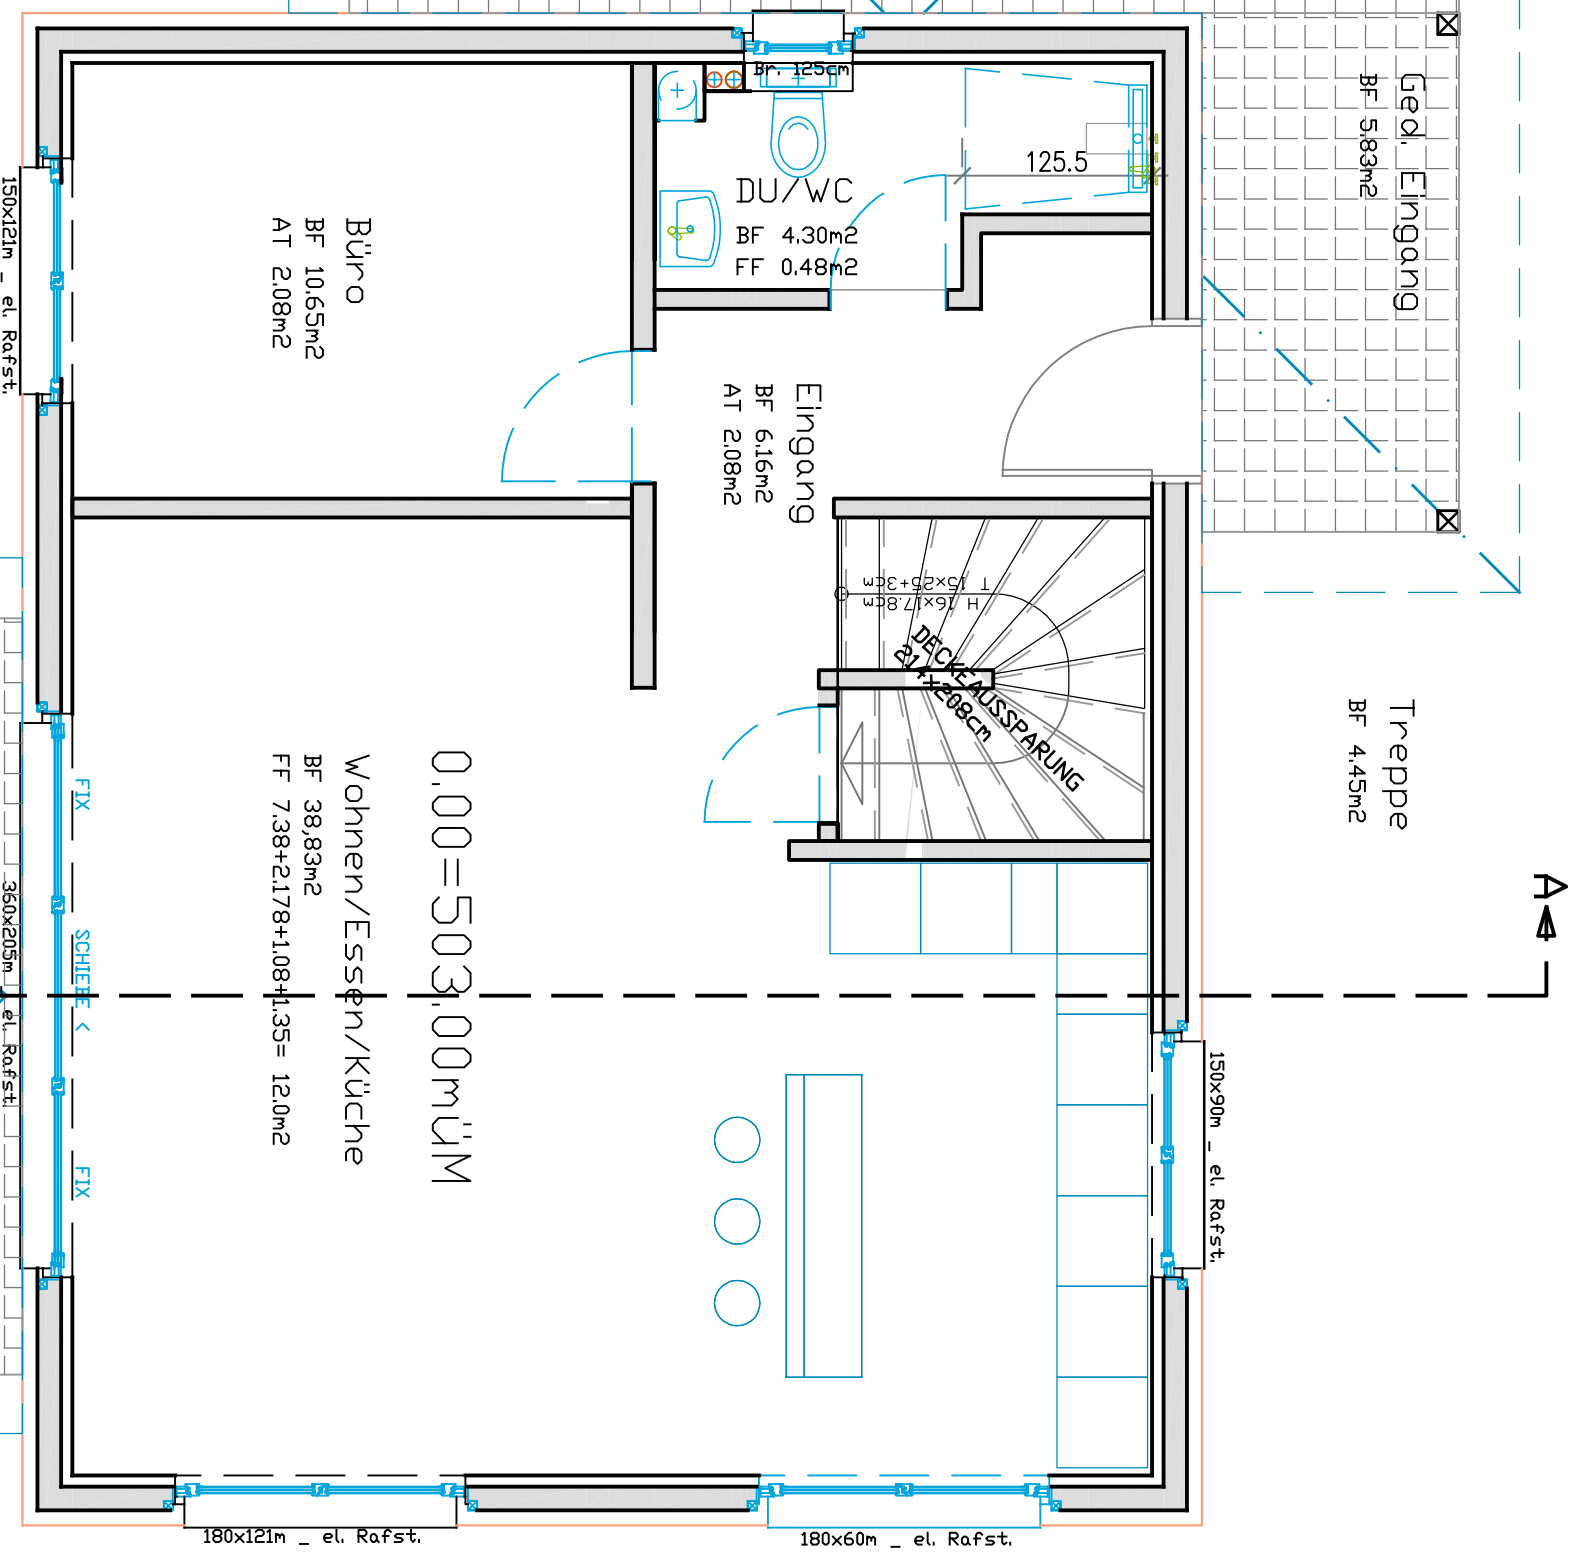 Ged. Eingang
BF 5.83m2
Br. 125cm
125.5
DU/WC
BF 4.30m2
FF 0.48m2
Büro
BF 10.65m2
AT 2.08m2
150x121m _ el. Rafst.
Eingang
BF 6.16m2
AT 2.08m2
T 15x25+3cm
H 16x17.8cm
DECKEAUSSPARUNG
214x208cm
Treppe
BF 4.45m2
A
0.00=503.00müM
Wohnen/Essen/Küche
BF 38,83m2
FF 7.38+2.178+1.08+1.35= 12.0m2
FIX
SCHIEBE <
FIX
360x205m _ el. Rafst.
150x90m _ el. Rafst.
180x121m _ el. Rafst.
180x60m _ el. Rafst.